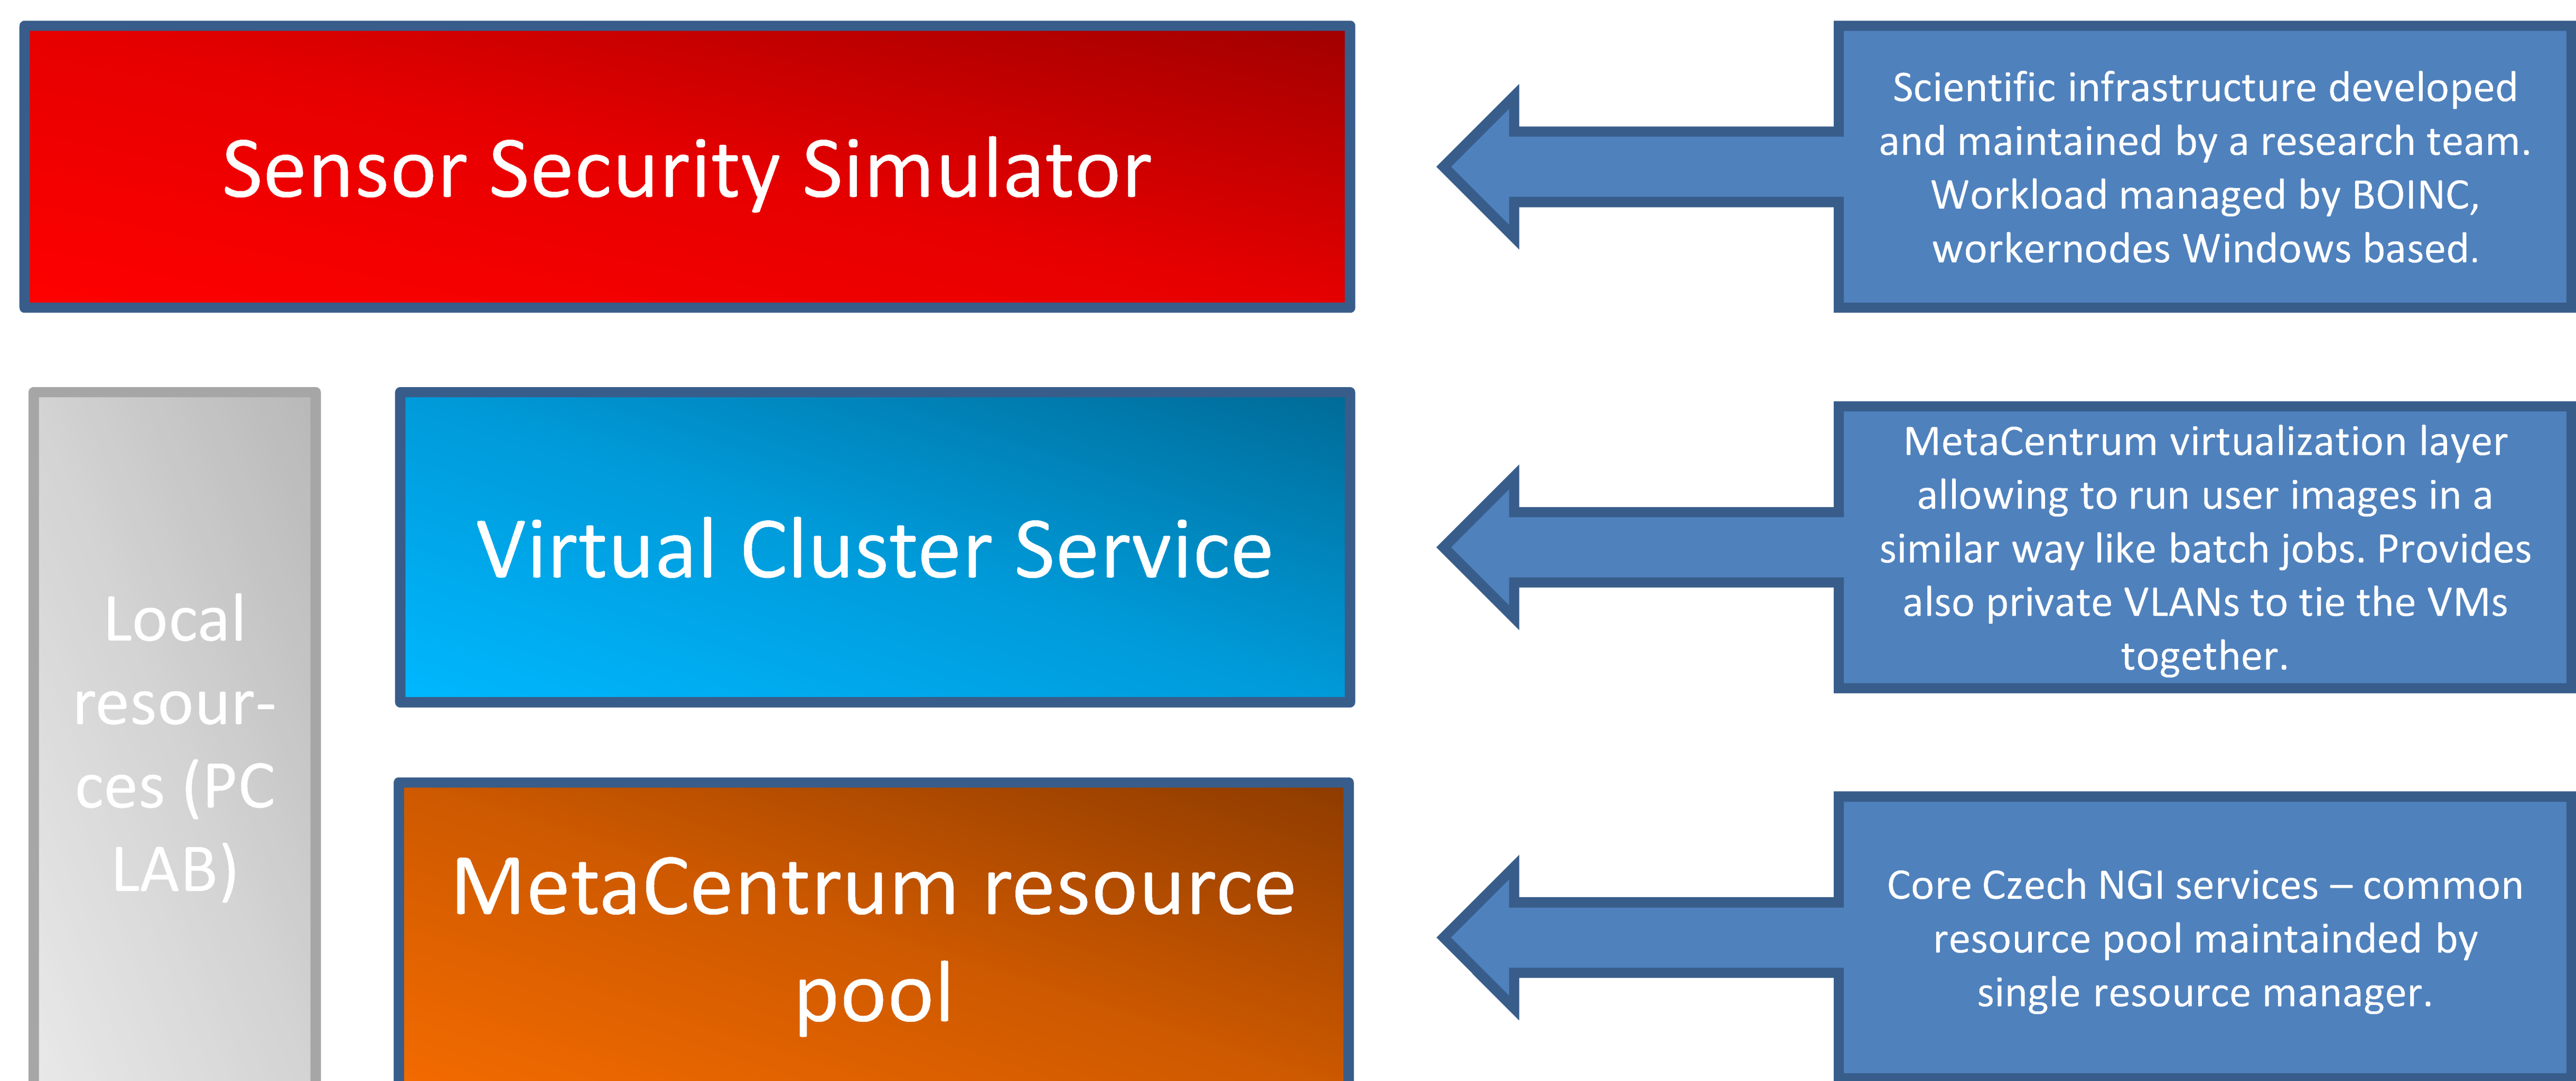 Sensor Security Simulator
Scientific infrastructure developed
and maintained by a research team.
Workload managed by BOINC,
workernodes Windows based.
Local
resour-
ces (PC
LAB)
Virtual Cluster Service
MetaCentrum virtualization layer
allowing to run user images in a
similar way like batch jobs. Provides
also private VLANs to tie the VMs
together.
MetaCentrum resource
pool
Core Czech NGI services – common
resource pool maintainded by
single resource manager.